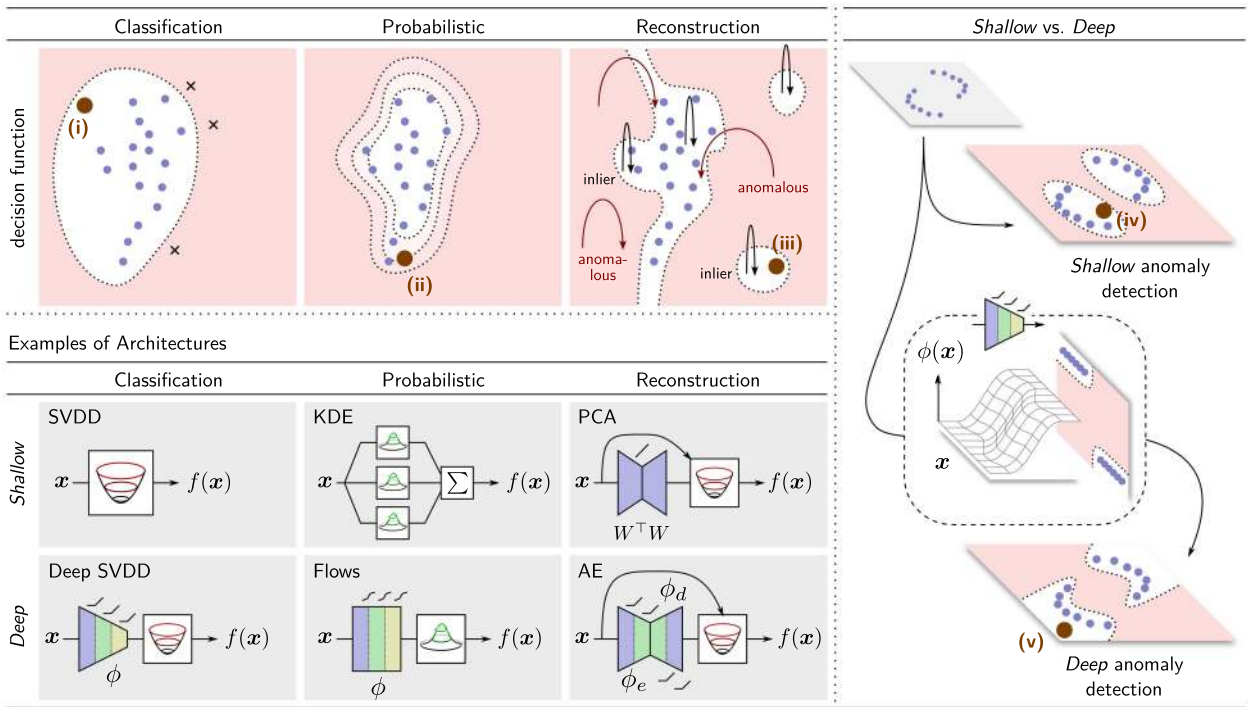 Classification
Probabilistic
Reconstruction
Shallow vs. Deep
decision function
(i)
(ii)
inlier
anomalous
anoma-
lous
inlier
(iii)
(iv)
Shallow anomaly
detection
ϕ(x)
x
(v)
Deep anomaly
detection
Examples of Architectures
Classification
Probabilistic
Reconstruction
Shallow
SVDD
x
f(x)
KDE
x
∑
f(x)
PCA
x
W⊤W
f(x)
Deep
Deep SVDD
x
ϕ
f(x)
Flows
x
ϕ
f(x)
AE
x
ϕd
ϕe
f(x)